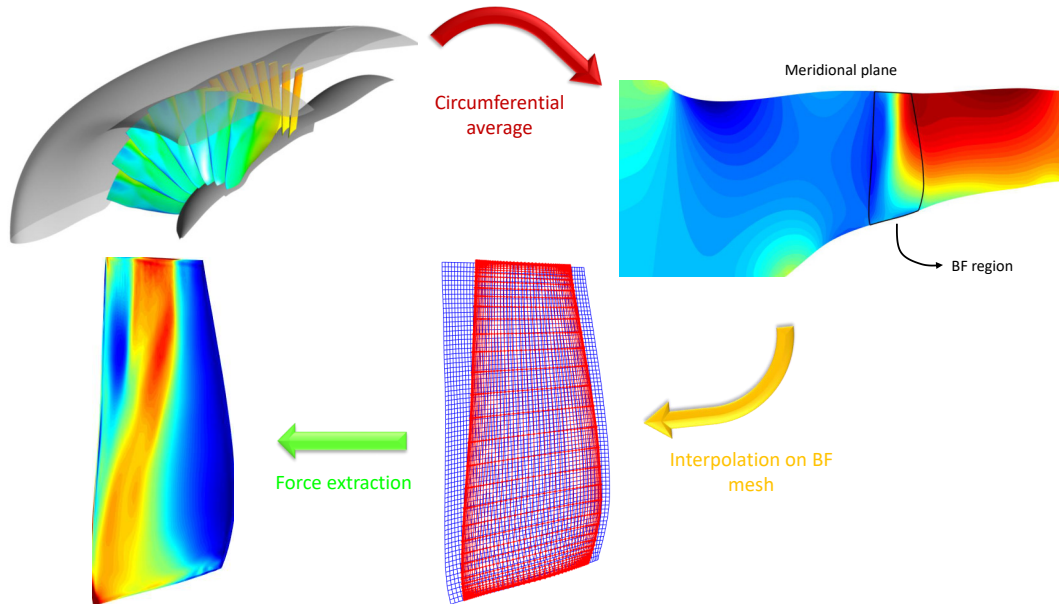 Circumferential
average
Meridional plane
BF region
Interpolation on BF
mesh
Force extraction